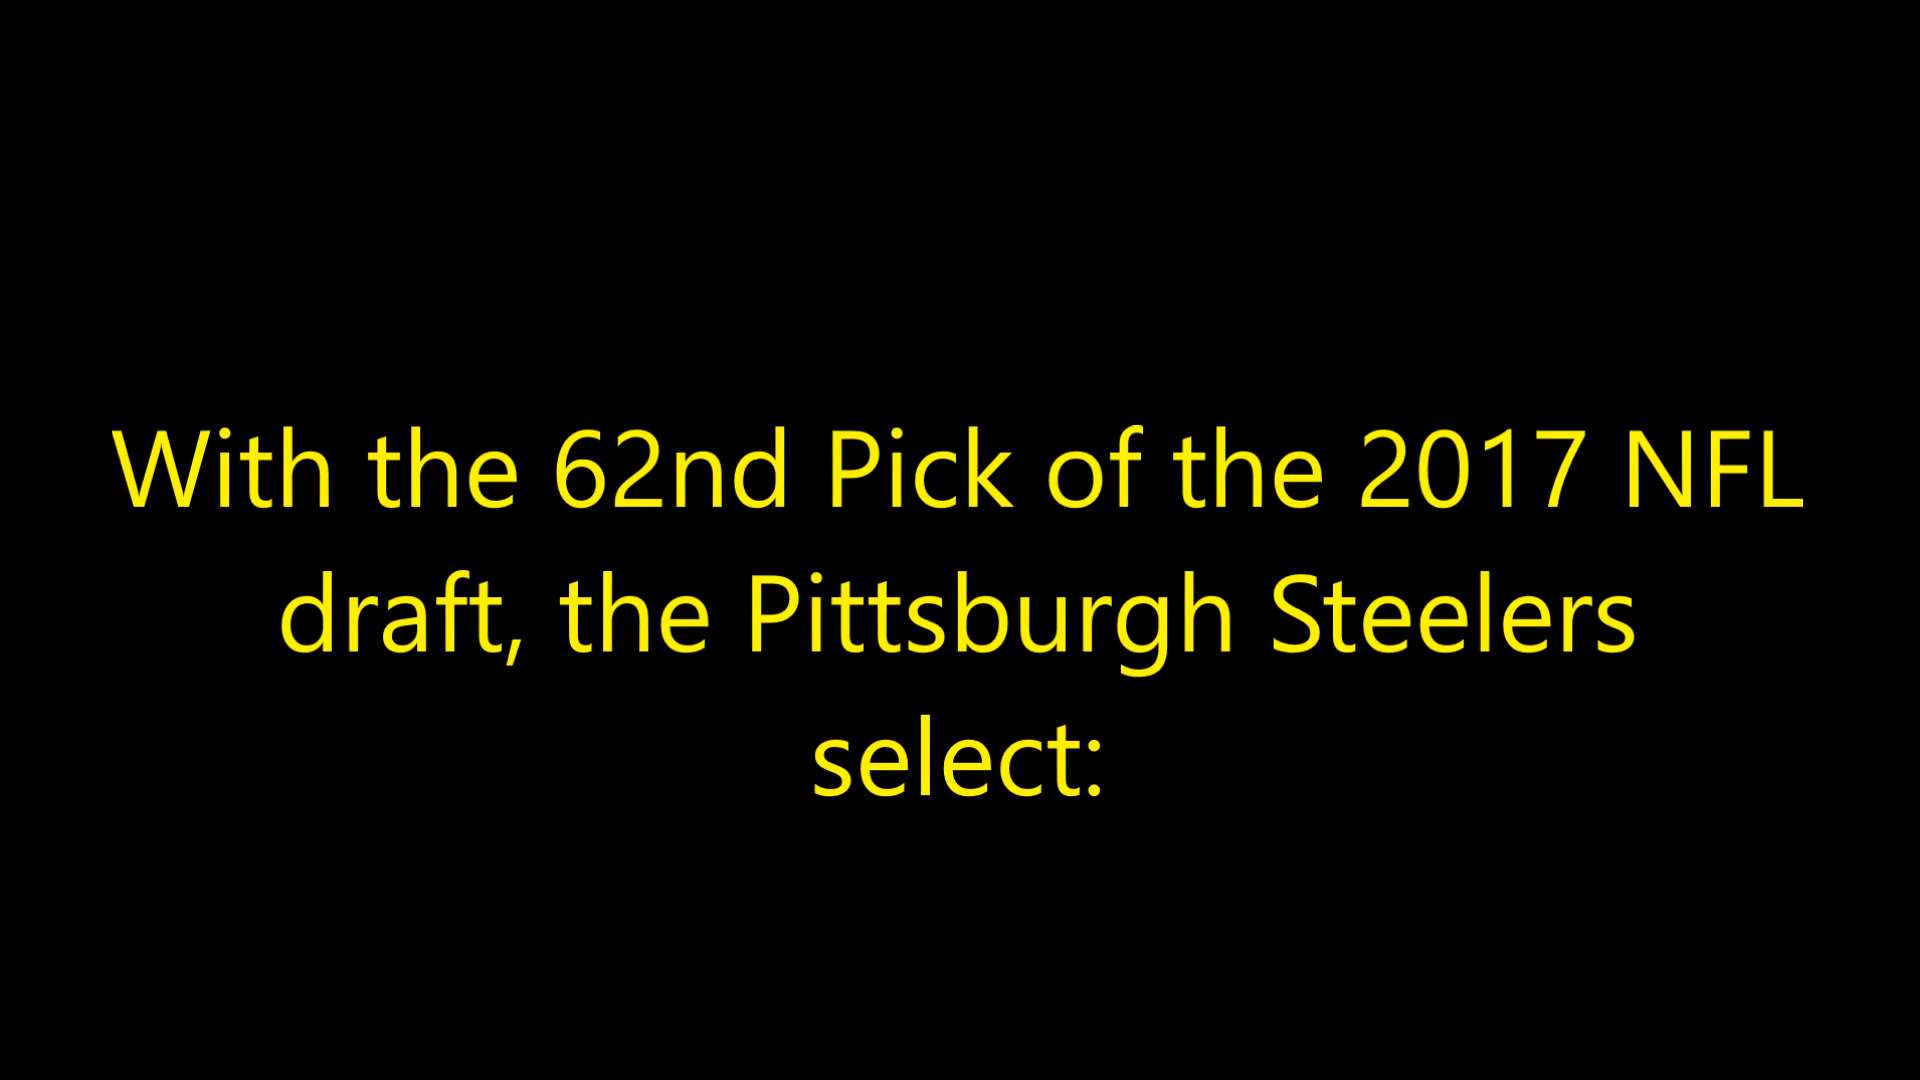 With the 62nd Pick of the 2017 NFL
draft, the Pittsburgh Steelers
select: